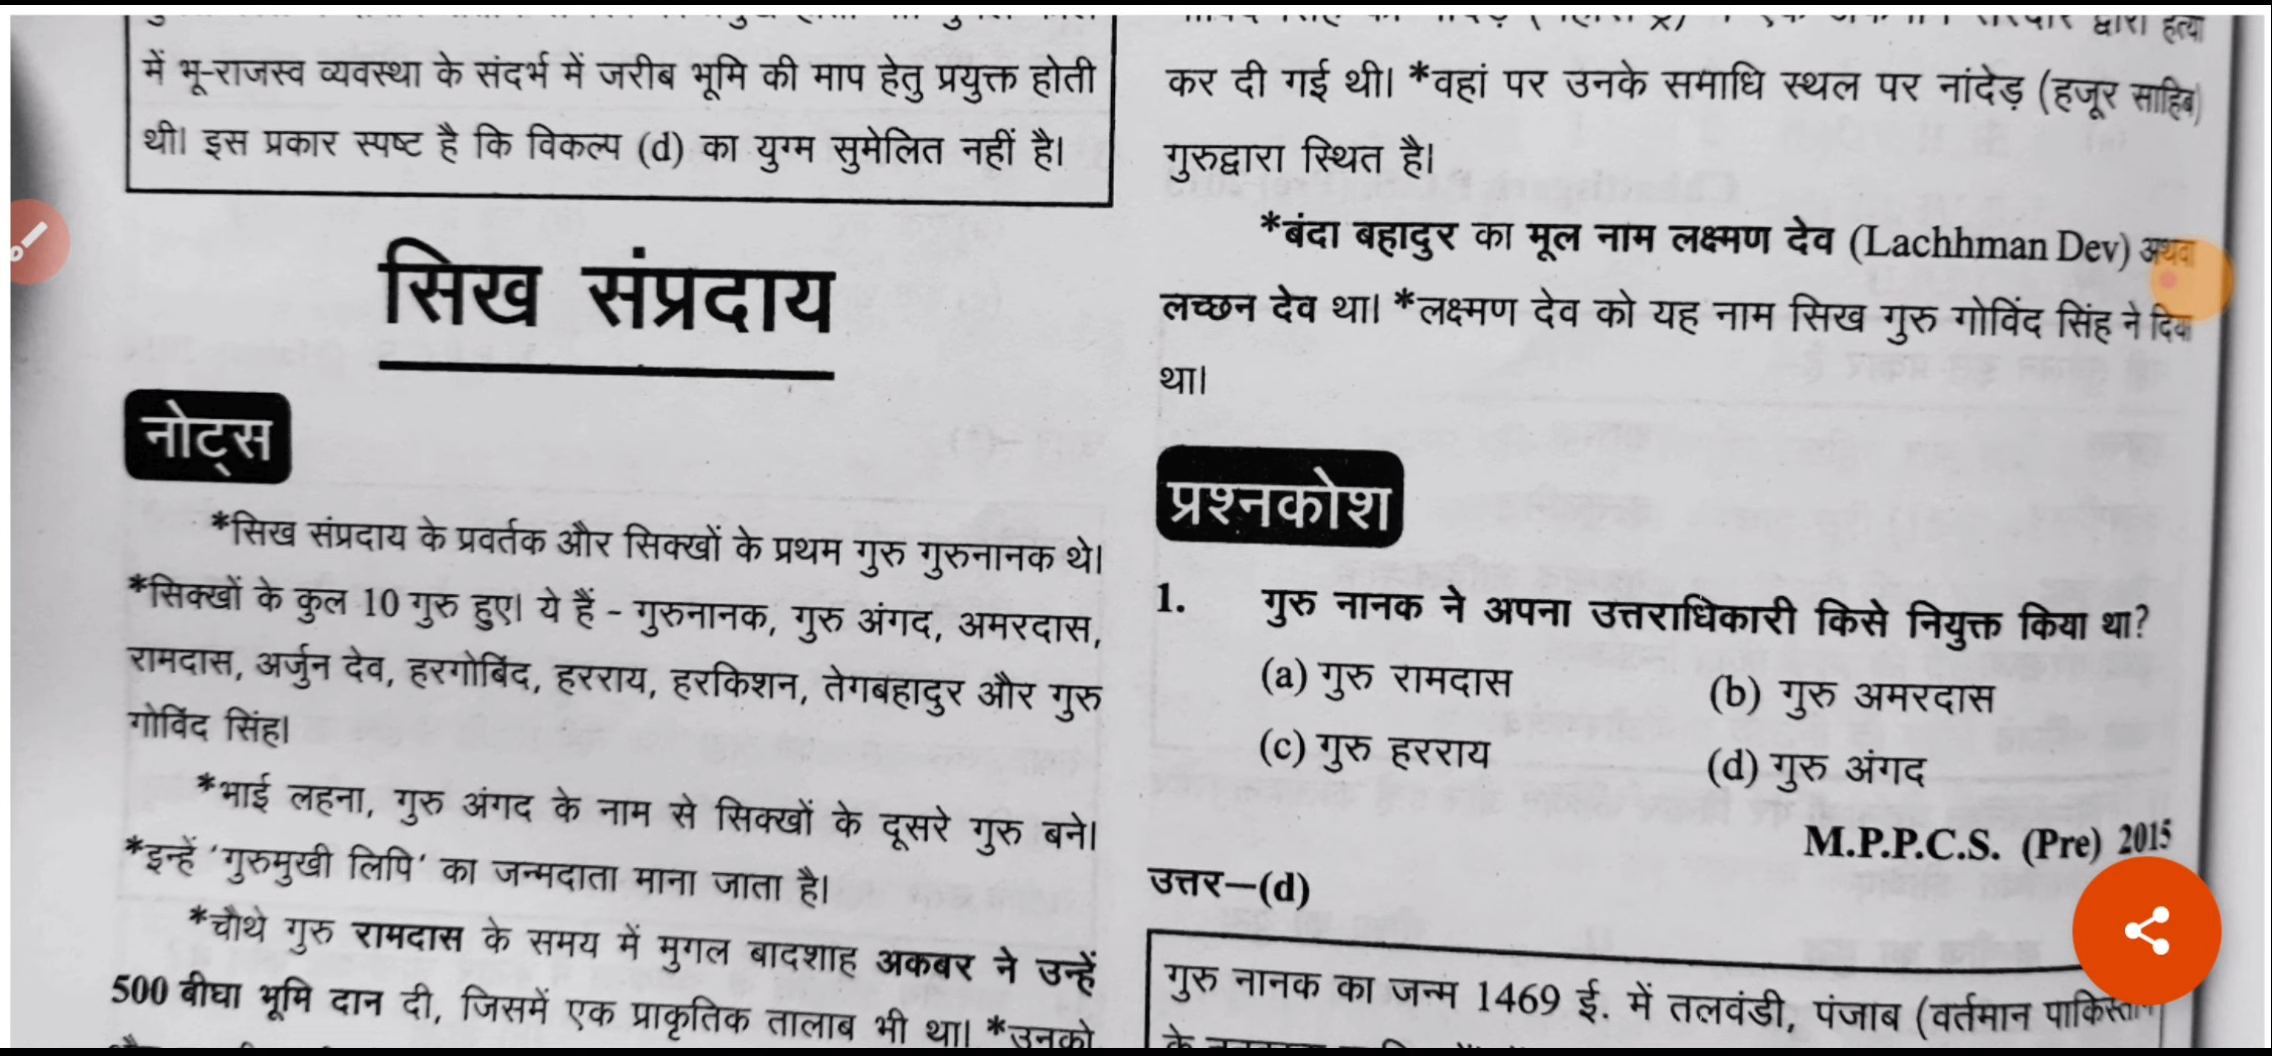 में भू-राजस्व व्यवस्था के संदर्भ में जरीब भूमि की माप हेतु प्रयुक्त होती
थी। इस प्रकार स्पष्ट है कि विकल्प (d) का युग्म सुमेलित नहीं है।
सिख संप्रदाय
नोट्स
*सिख संप्रदाय के प्रवर्तक और सिक्खों के प्रथम गुरु गुरुनानक थे।
*सिक्खों के कुल 10 गुरु हुए। ये हैं - गुरुनानक, गुरु अंगद, अमरदास,
रामदास, अर्जुन देव, हरगोबिंद, हरराय, हरकिशन, तेगबहादुर और गुरु
गोविंद सिंह।
*भाई लहना, गुरु अंगद के नाम से सिक्खों के दूसरे गुरु बने।
*इन्हें 'गुरुमुखी लिपि' का जन्मदाता माना जाता है।
*चौथे गुरु रामदास के समय में मुगल बादशाह अकबर ने उन्हें
500 बीघा भूमि दान दी, जिसमें एक प्राकृतिक तालाब भी था। *उनको
द्वारा हत्या
कर दी गई थी। *वहां पर उनके समाधि स्थल पर नांदेड़ (हजूर साहिब)
गुरुद्वारा स्थित है।
*बंदा बहादुर का मूल नाम लक्ष्मण देव (Lachhman Dev) अथवा
लच्छन देव था। *लक्ष्मण देव को यह नाम सिख गुरु गोविंद सिंह ने दिया
था।
प्रश्नकोश
1. गुरु नानक ने अपना उत्तराधिकारी किसे नियुक्त किया था?
(a) गुरु रामदास (b) गुरु अमरदास
(c) गुरु हरराय (d) गुरु अंगद
M.P.P.C.S. (Pre) 2015
उत्तर–(d)
गुरु नानक का जन्म 1469 ई. में तलवंडी, पंजाब (वर्तमान पाकिस्तान